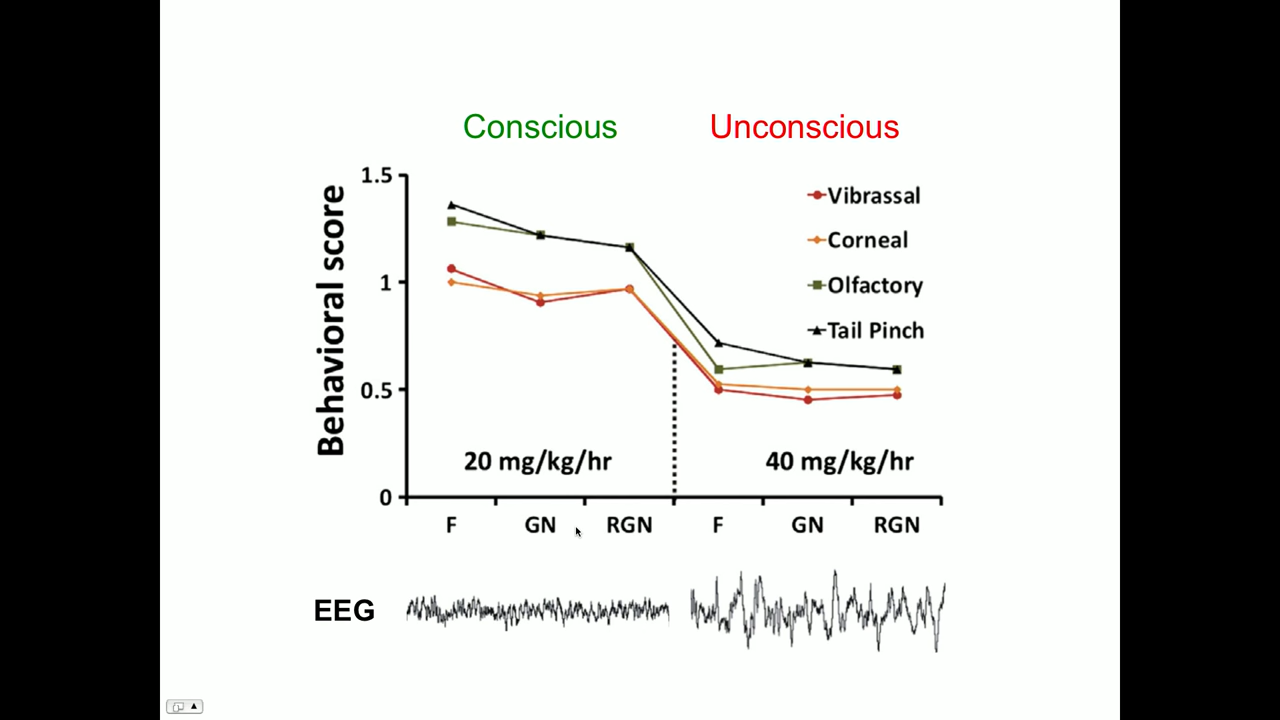 Conscious
Unconscious
Behavioral score
1.5
1
0.5
0
Vibrassal
Corneal
Olfactory
Tail Pinch
20 mg/kg/hr
40 mg/kg/hr
F GN RGN F GN RGN
EEG